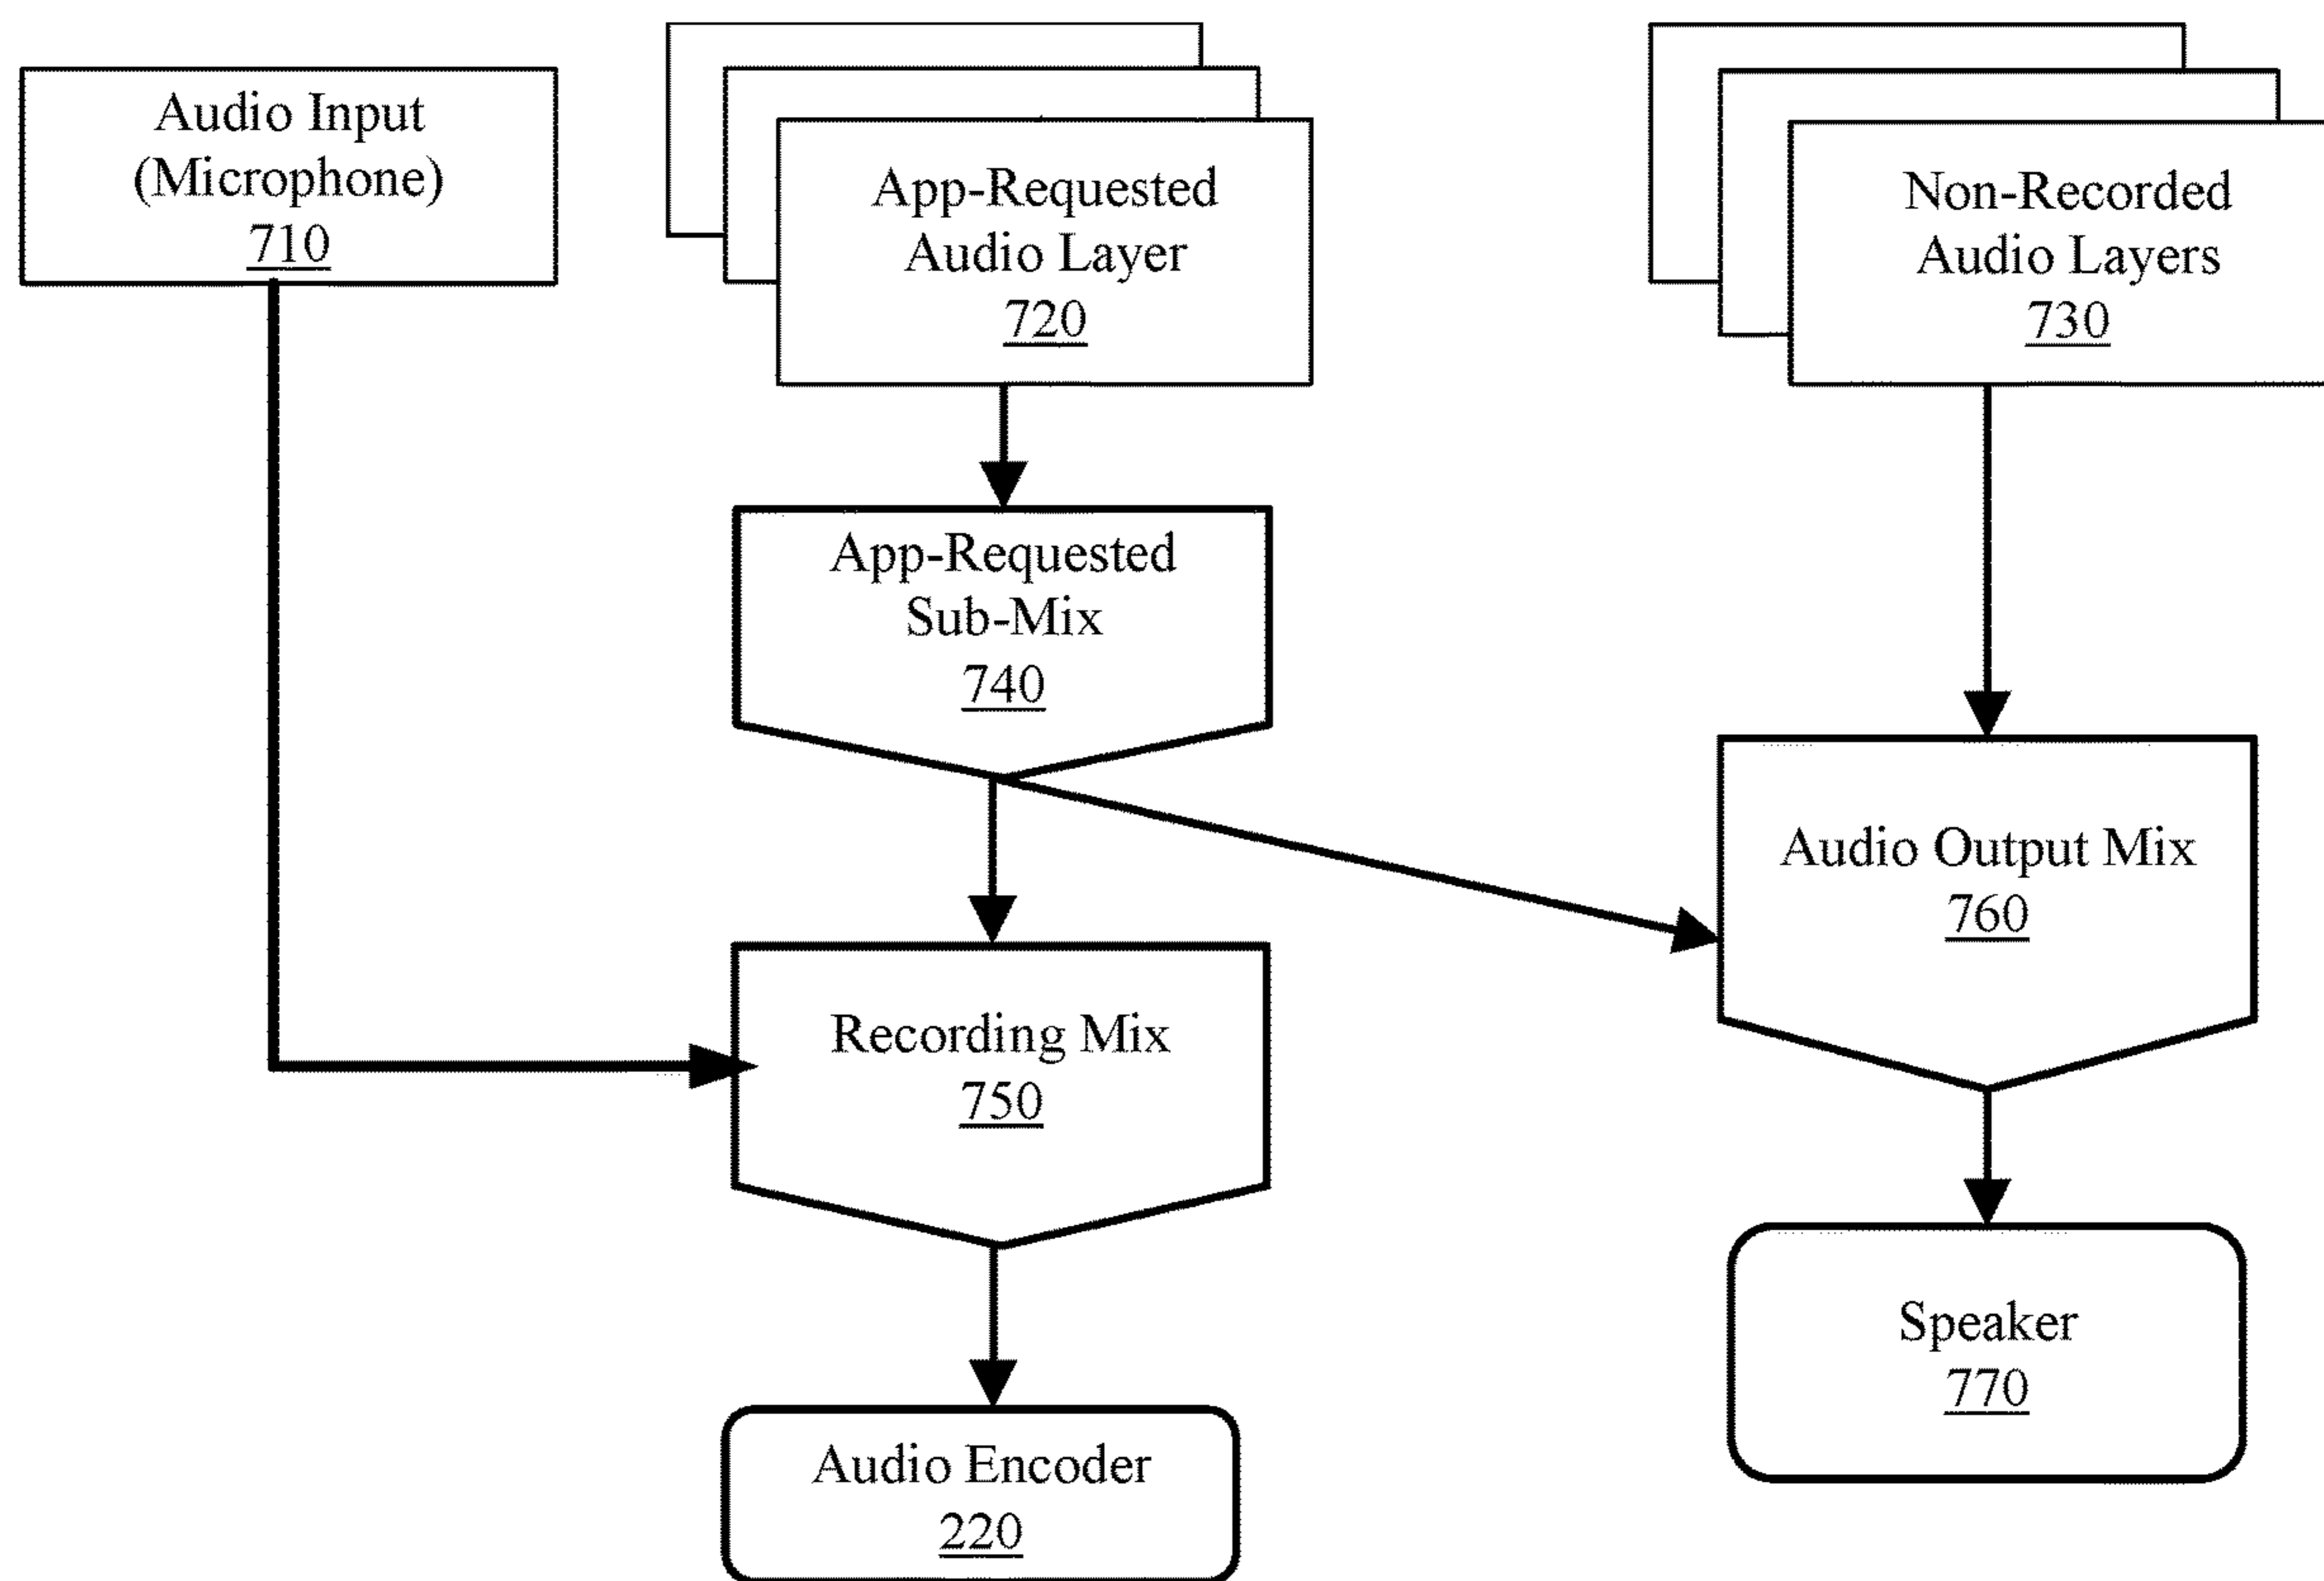 Audio Input
(Microphone)
710
App-Requested
Audio Layer
720
Non-Recorded
Audio Layers
730
App-Requested
Sub-Mix
740
Audio Output Mix
760
Recording Mix
750
Speaker
770
Audio Encoder
220